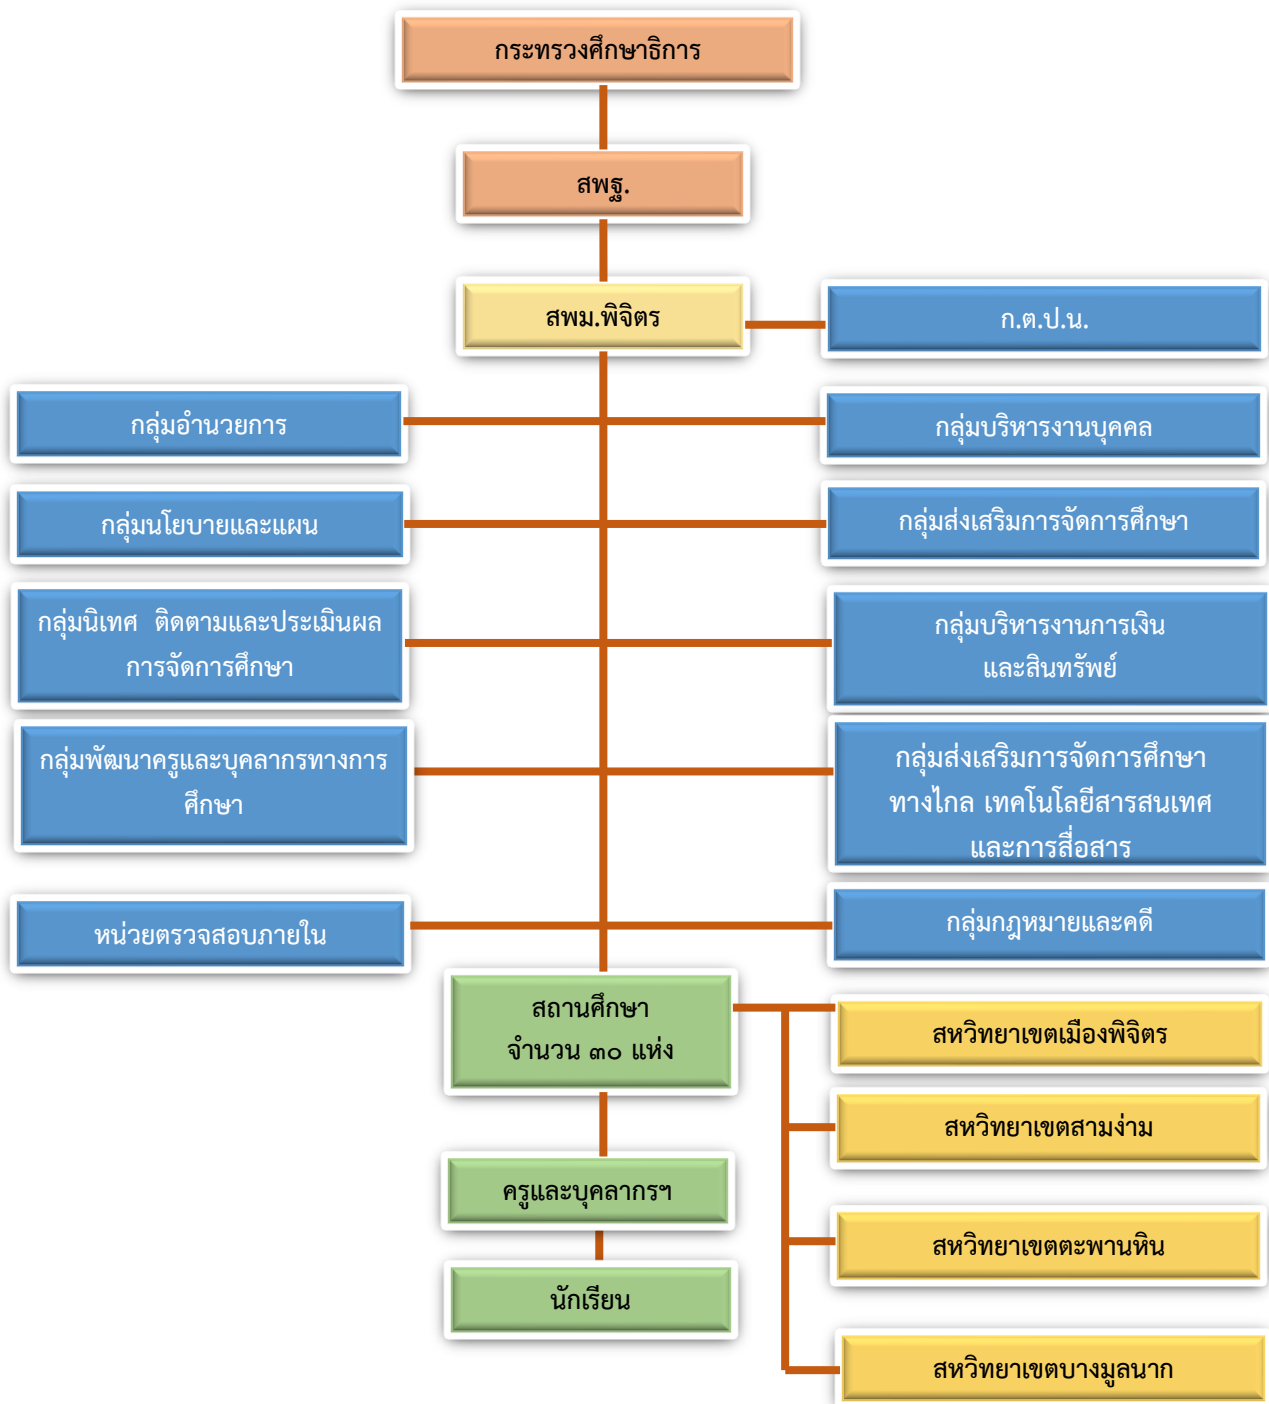 กระทรวงศึกษาธิการ
สพฐ.
สพม.พิจิตร
ก.ต.ป.น.
กลุ่มอำนวยการ
กลุ่มบริหารงานบุคคล
กลุ่มนโยบายและแผน
กลุ่มส่งเสริมการจัดการศึกษา
กลุ่มนิเทศ ติดตามและประเมินผล
การจัดการศึกษา
กลุ่มบริหารงานการเงิน
และสินทรัพย์
กลุ่มพัฒนาครูและบุคลากรทางการ
ศึกษา
กลุ่มส่งเสริมการจัดการศึกษา
ทางไกล เทคโนโลยีสารสนเทศ
และการสื่อสาร
หน่วยตรวจสอบภายใน
กลุ่มกฎหมายและคดี
สถานศึกษา
จำนวน ๓๐ แห่ง
สหวิทยาเขตเมืองพิจิตร
สหวิทยาเขตสามง่าม
ครูและบุคลากรฯ
สหวิทยาเขตตะพานหิน
นักเรียน
สหวิทยาเขตบางมูลนาก